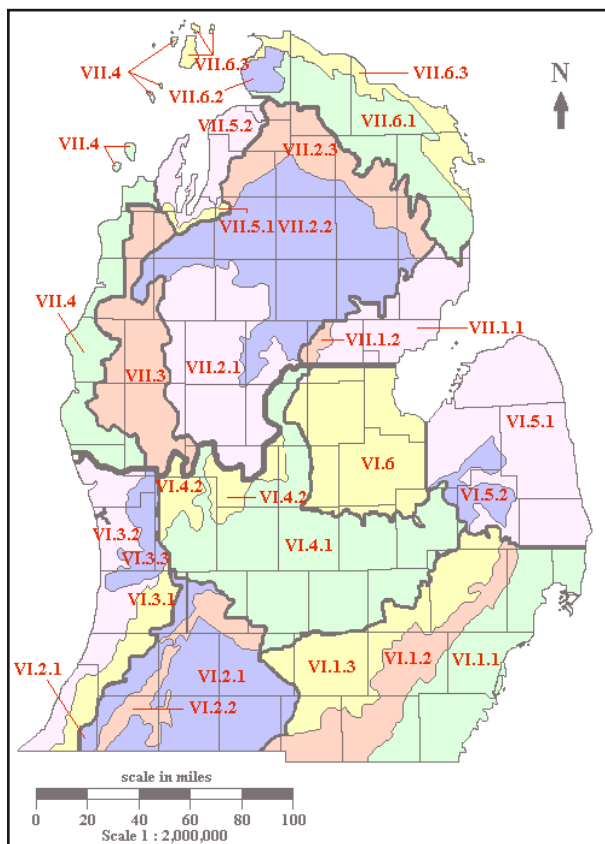 VII.4
VII.6.3
VII.6.3
VII.6.2
N
VII.5.2
VII.6.1
VII.4
VII.2.3
VII.5.1
VII.2.2
VII.4
VII.1.1
VII.1.2
VII.3
VII.2.1
VI.5.1
VI.6
VI.4.2
VI.4.2
VI.5.2
VI.3.2
VI.4.1
VI.3.3
VI.3.1
VI.2.1
VI.2.1
VI.1.3
VI.1.2
VI.1.1
VI.2.2
scale in miles
0 20 40 60 80 100
Scale 1 : 2,000,000